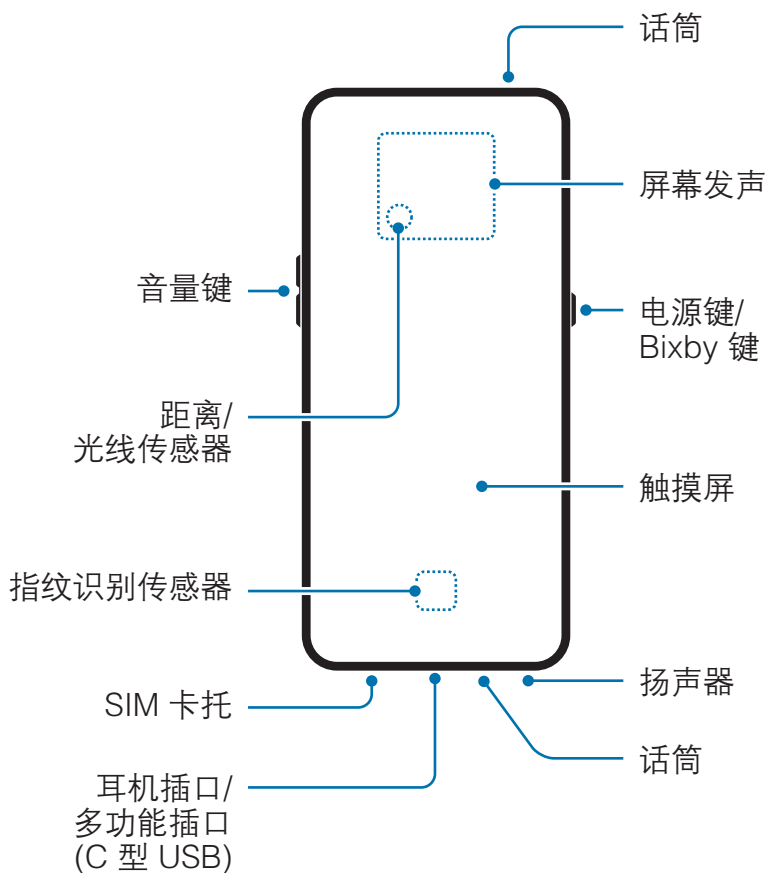 话筒
屏幕发声
音量键
电源键/
Bixby 键
距离/
光线传感器
触摸屏
指纹识别传感器
扬声器
SIM 卡托
话筒
耳机插口/
多功能插口
(C 型 USB)